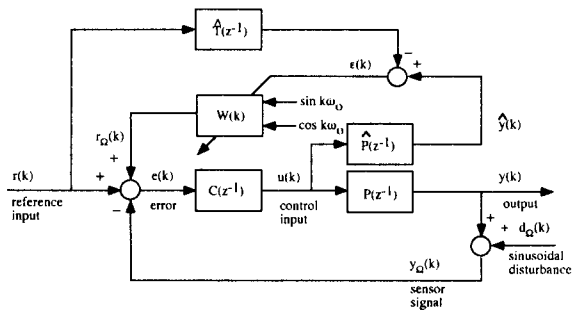 T̂(z⁻¹)
−
+
ε(k)
W(k)
sin kω₀
cos kω₀
ŷ(k)
r_Ω(k)
P̂(z⁻¹)
+
r(k)
+
e(k)
C(z⁻¹)
u(k)
P(z⁻¹)
y(k)
reference
input
−
error
control
input
output
+
+
d_Ω(k)
sinusoidal
disturbance
y_Ω(k)
sensor
signal